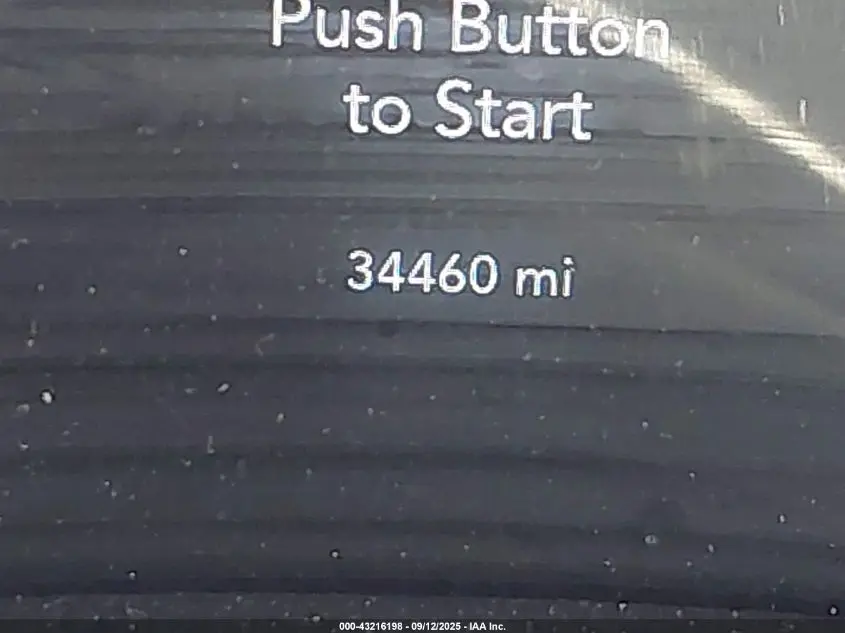 Push Button
to Start
34460 mi
000-43216198 - 09/12/2025 - IAA Inc.